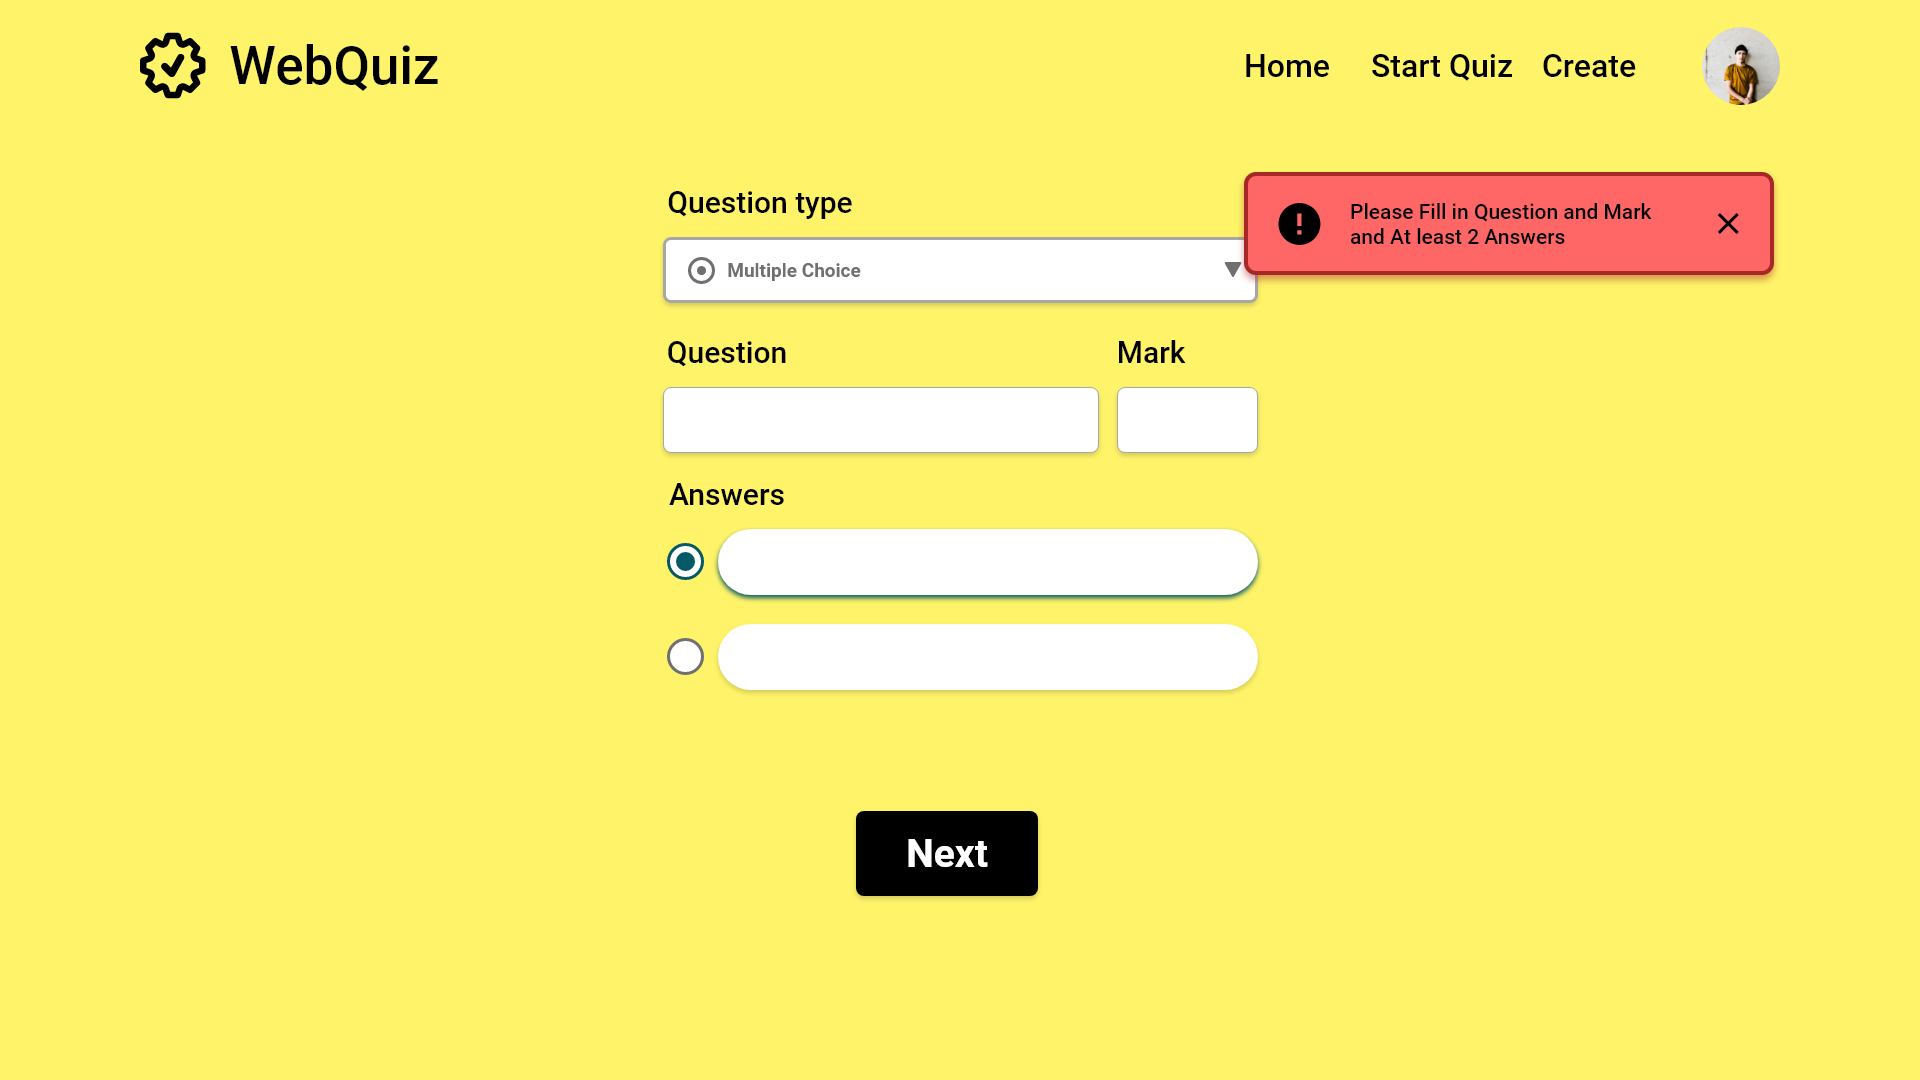 WebQuiz
Home
Start Quiz
Create
Please Fill in Question and Mark
and At least 2 Answers
Question type
Multiple Choice
Question
Mark
Answers
Next